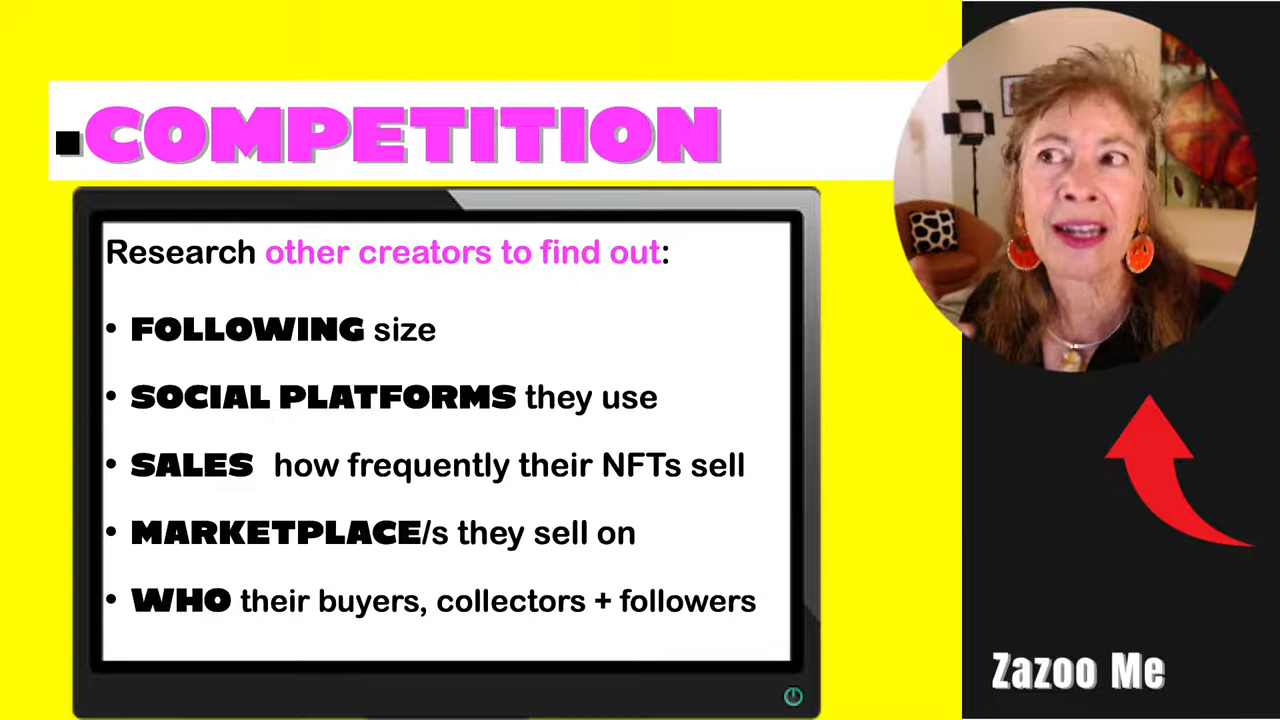 COMPETITION
Research other creators to find out:
• FOLLOWING size
• SOCIAL PLATFORMS they use
• SALES how frequently their NFTs sell
• MARKETPLACE/s they sell on
• WHO their buyers, collectors + followers
Zazoo Me